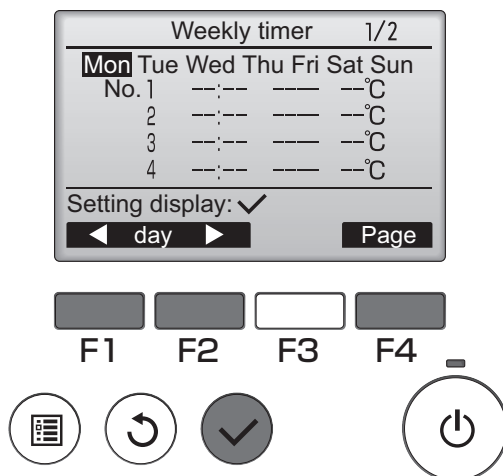 Weekly timer 1/2
Mon Tue Wed Thu Fri Sat Sun
No. 1 --:-- ---- --°C
2 --:-- ---- --°C
3 --:-- ---- --°C
4 --:-- ---- --°C
Setting display: ✓
◀ day ▶ Page
F1 F2 F3 F4